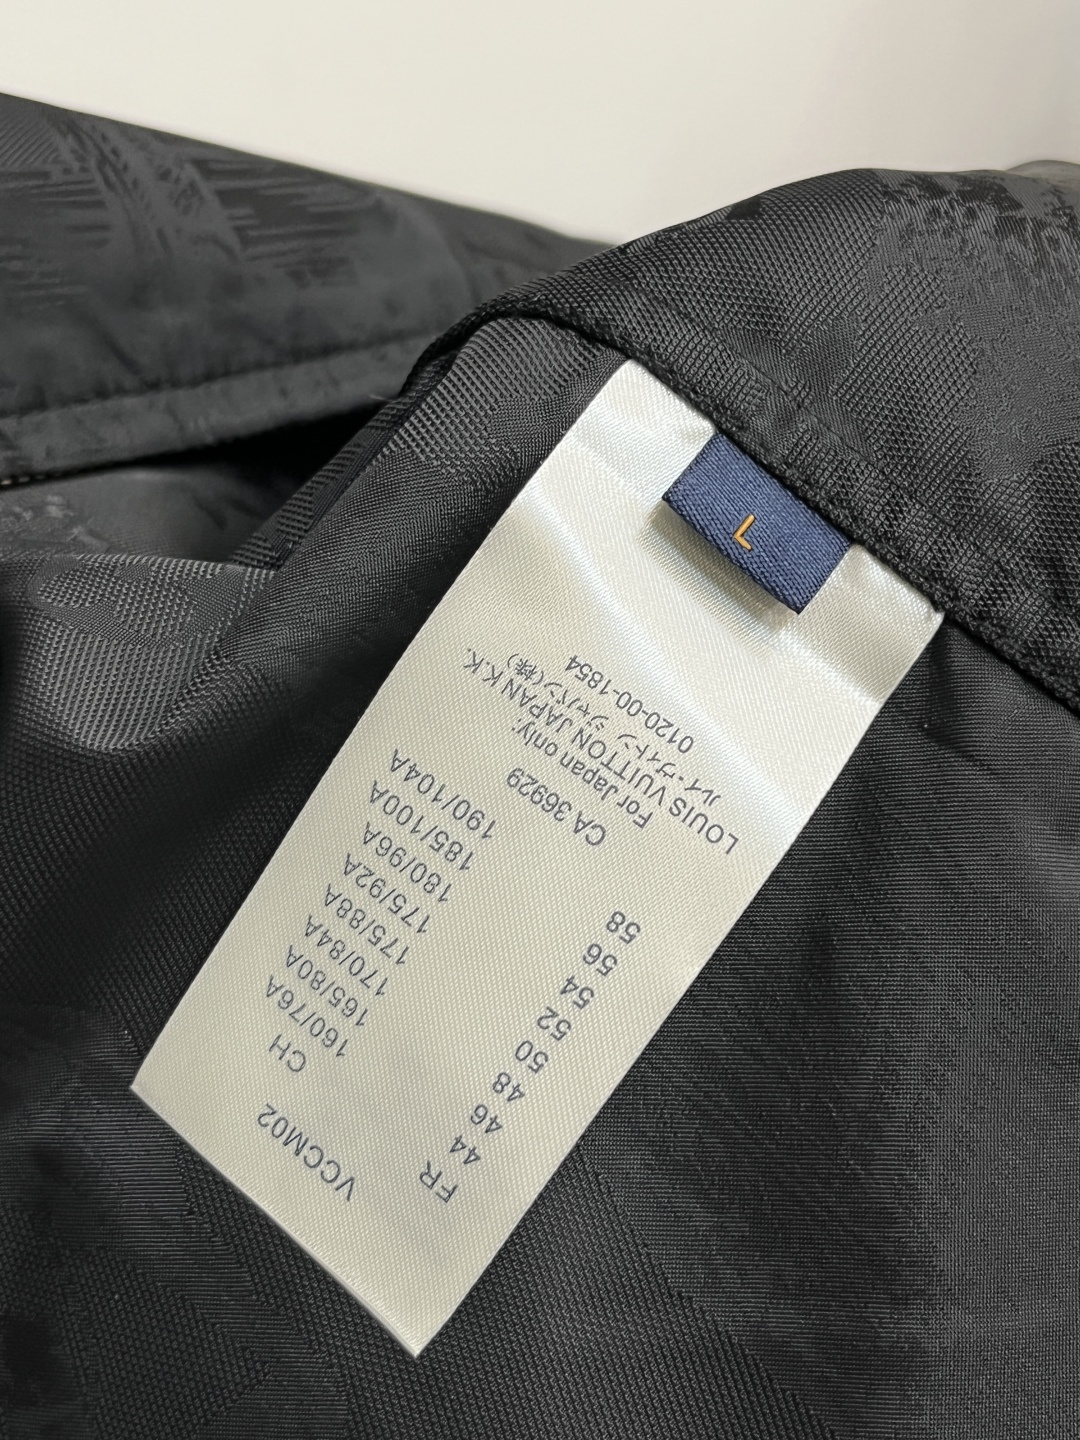 L
VCCM02
FR CH
44 160/76A
46 165/80A
48 170/84A
50 175/88A
52 175/92A
54 180/96A
56 185/100A
58 190/104A
CA 36929
For Japan only:
LOUIS VUITTON JAPAN K.K.
ルイ・ヴィトン ジャパン(株)
0120-00-1854